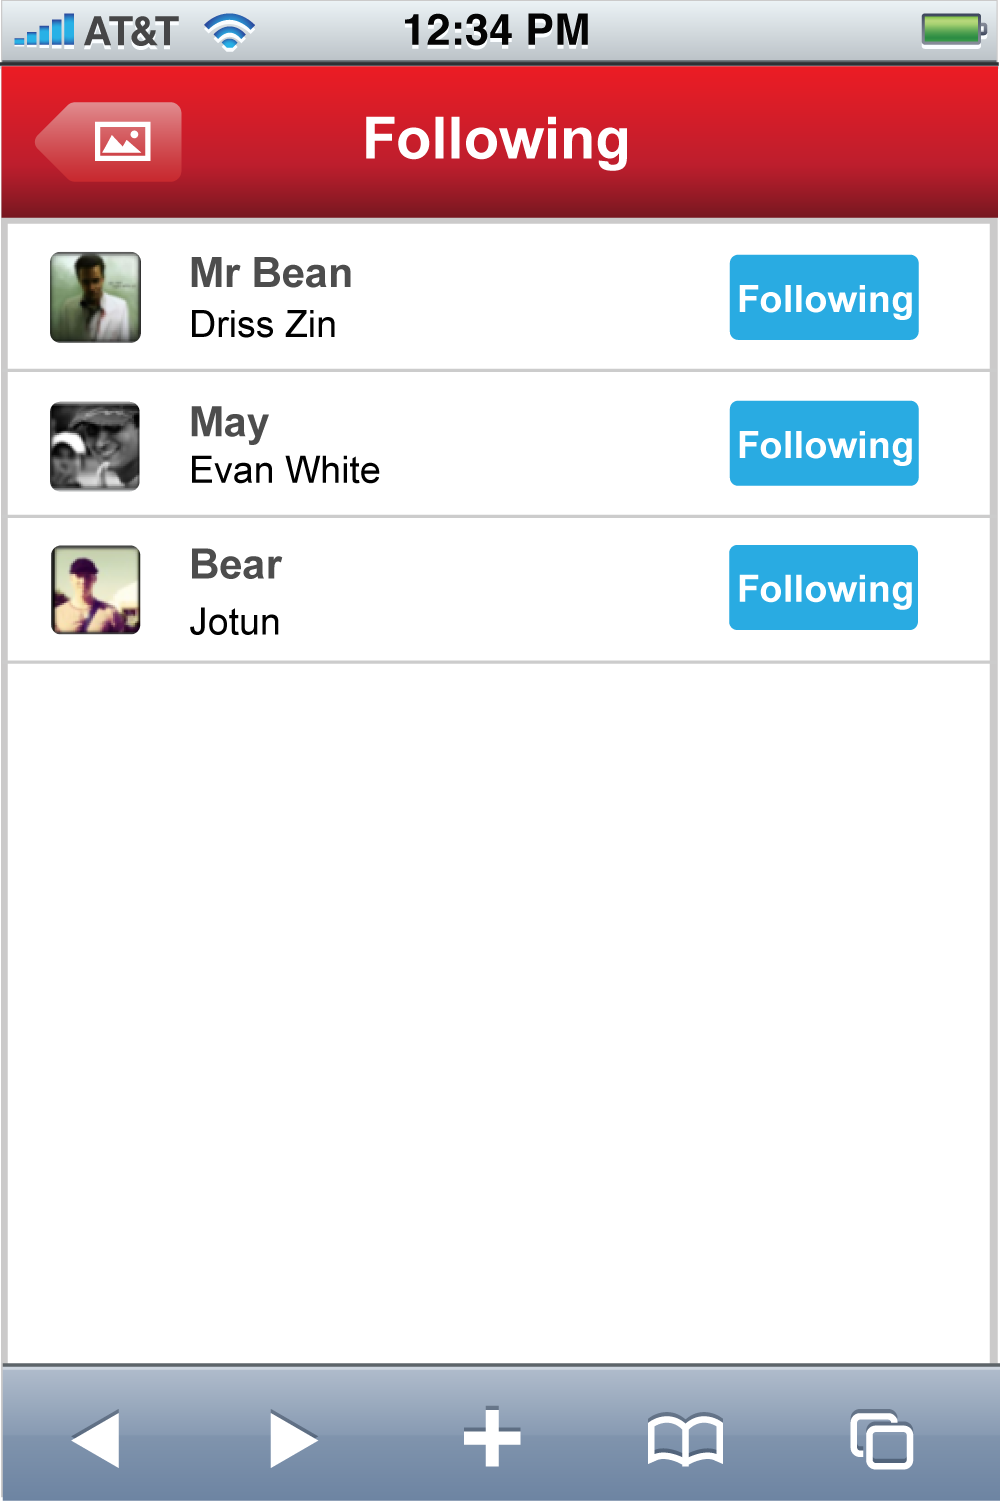 AT&T 12:34 PM
Following
Mr Bean
Driss Zin
Following
May
Evan White
Following
Bear
Jotun
Following